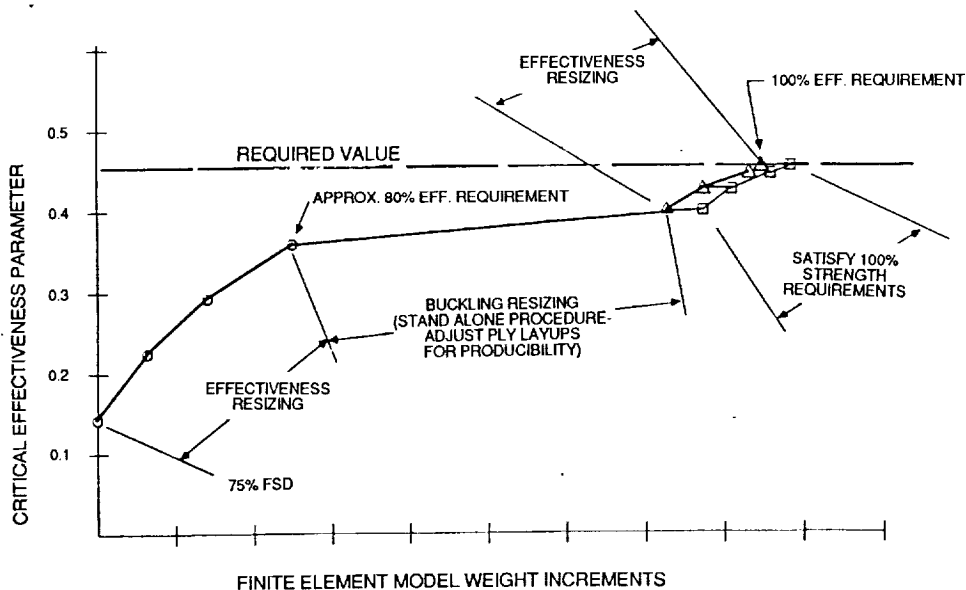 EFFECTIVENESS
RESIZING
100% EFF. REQUIREMENT
0.5
REQUIRED VALUE
APPROX. 80% EFF. REQUIREMENT
0.4
SATISFY 100%
STRENGTH
REQUIREMENTS
0.3
BUCKLING RESIZING
(STAND ALONE PROCEDURE-
ADJUST PLY LAYUPS
FOR PRODUCIBILITY)
0.2
EFFECTIVENESS
RESIZING
0.1
75% FSD
CRITICAL EFFECTIVENESS PARAMETER
FINITE ELEMENT MODEL WEIGHT INCREMENTS